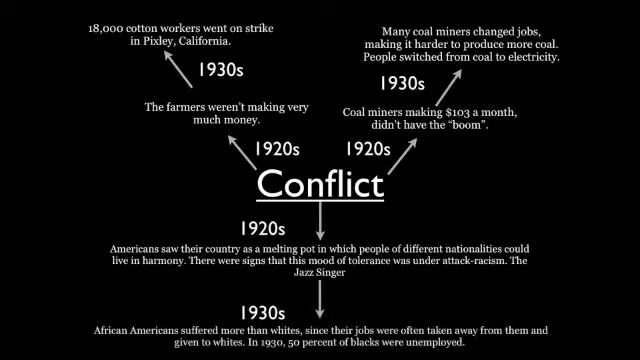 18,000 cotton workers went on strike
in Pixley, California.
Many coal miners changed jobs,
making it harder to produce more coal.
People switched from coal to electricity.
1930s
1930s
The farmers weren't making very
much money.
Coal miners making $103 a month,
didn't have the "boom".
1920s
1920s
Conflict
1920s
Americans saw their country as a melting pot in which people of different nationalities could
live in harmony. There were signs that this mood of tolerance was under attack-racism. The
Jazz Singer
1930s
African Americans suffered more than whites, since their jobs were often taken away from them and
given to whites. In 1930, 50 percent of blacks were unemployed.